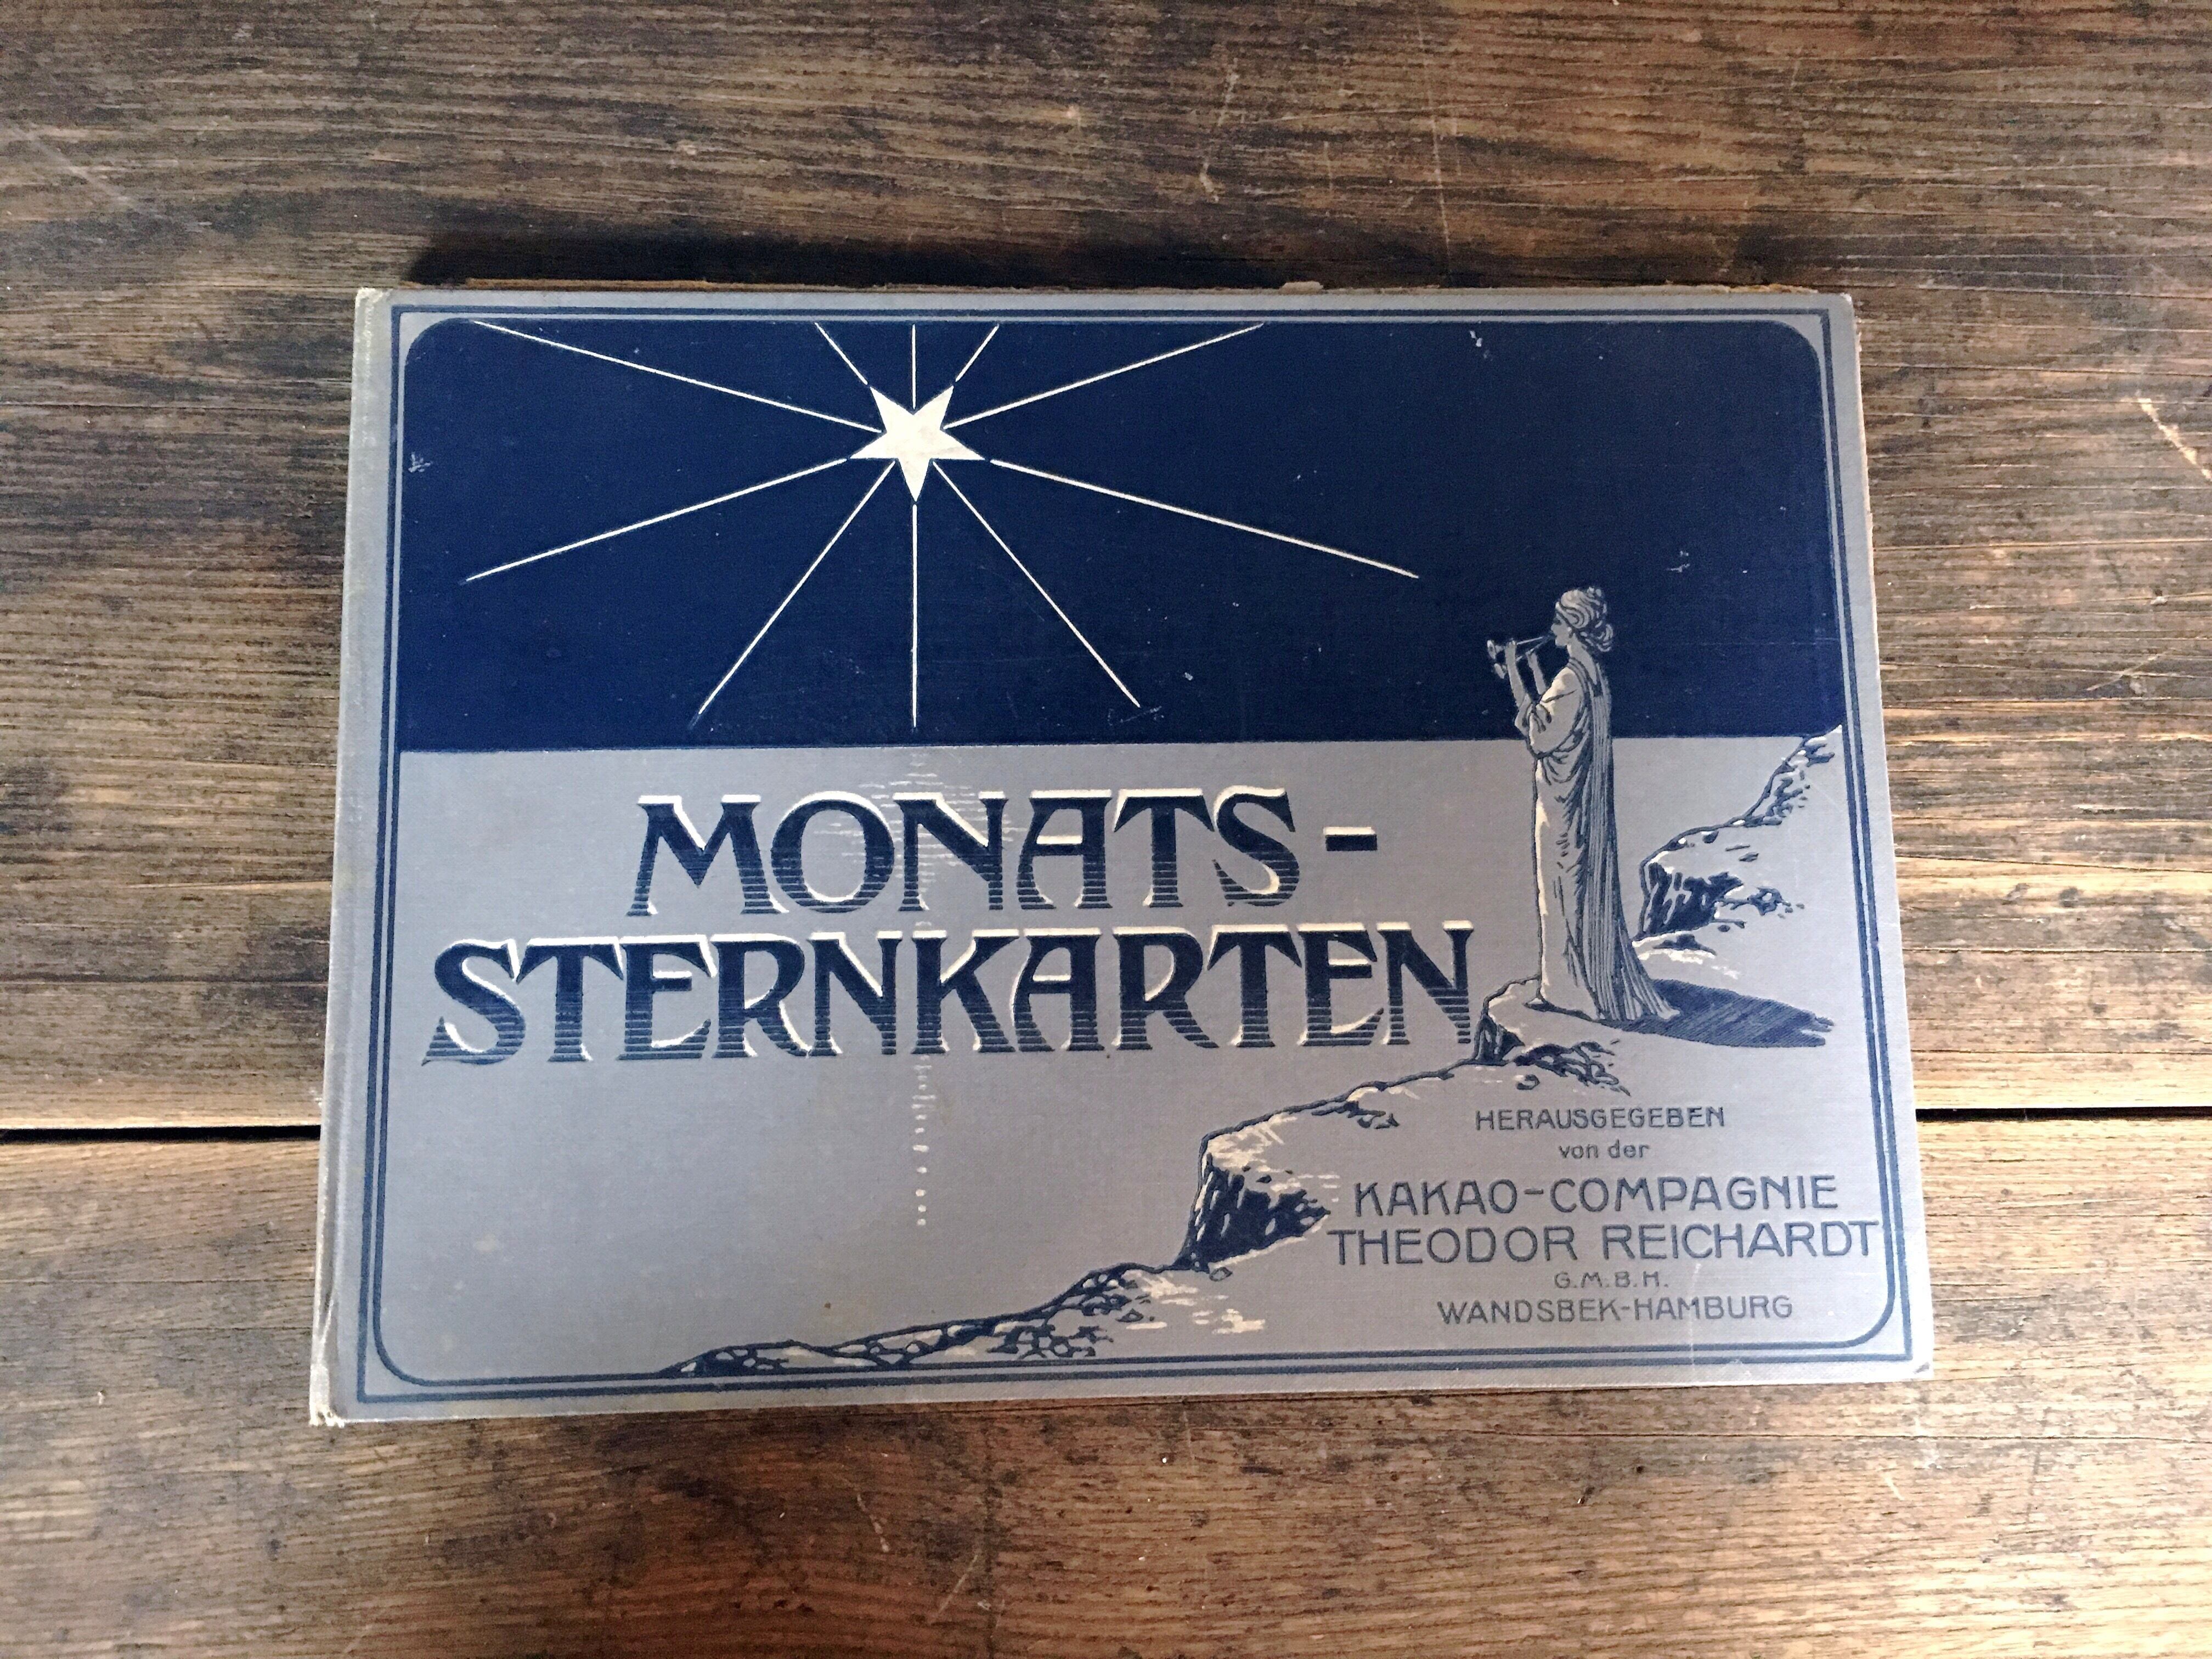 MONATS-
STERNKARTEN
HERAUSGEGEBEN
von der
KAKAO-COMPAGNIE
THEODOR REICHARDT
G.M.B.H.
WANDSBEK-HAMBURG